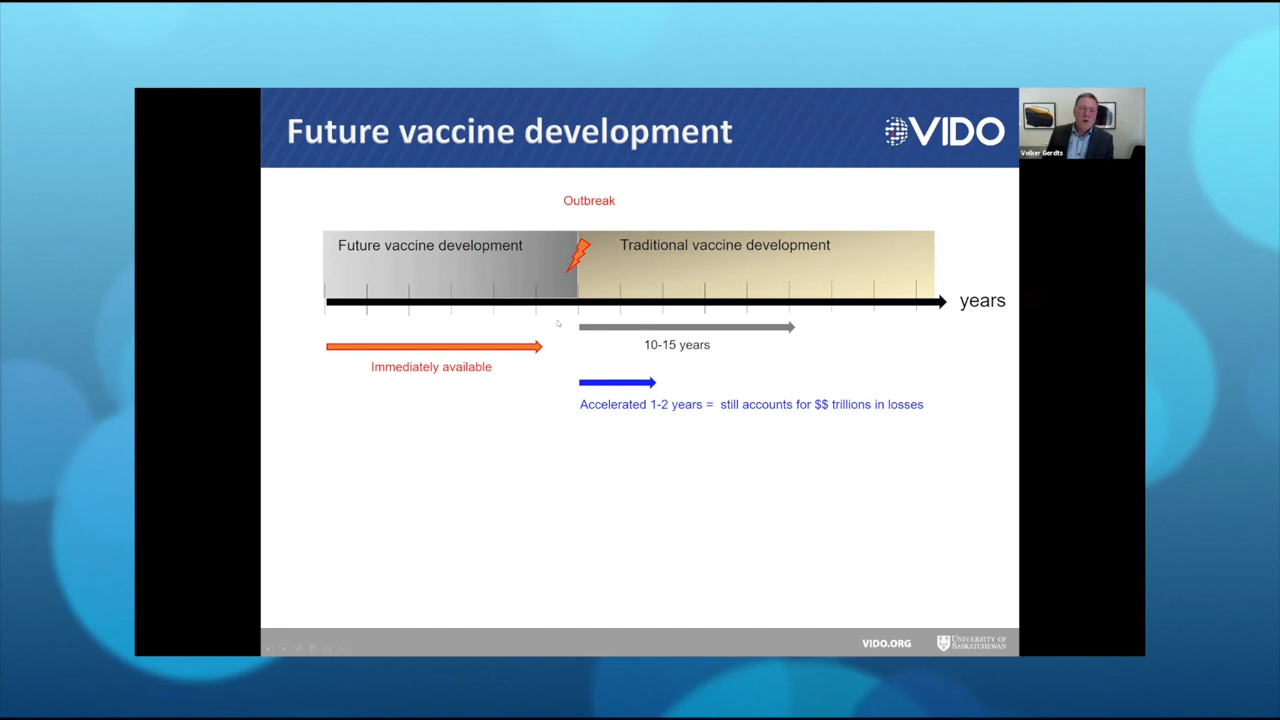 Future vaccine development
VIDO
Volker Gerdts
Outbreak
Future vaccine development
Traditional vaccine development
years
10-15 years
Immediately available
Accelerated 1-2 years = still accounts for $$ trillions in losses
VIDO.ORG
UNIVERSITY OF
SASKATCHEWAN